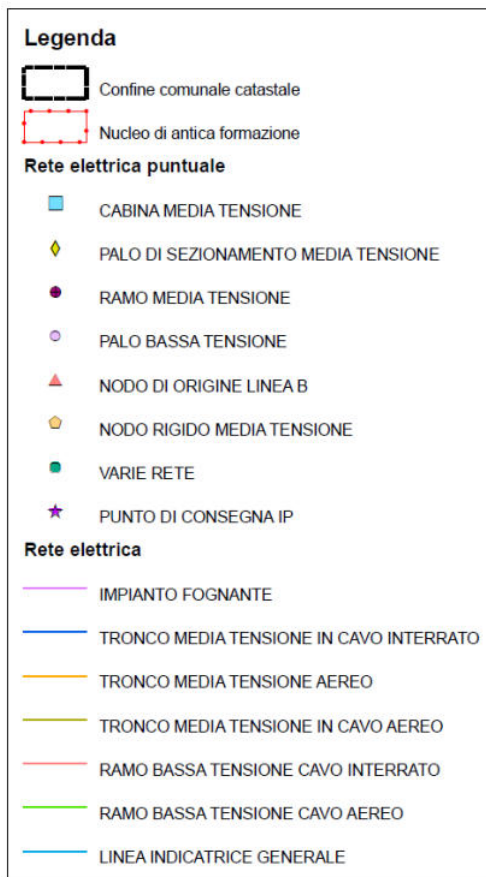 Legenda
Confine comunale catastale
Nucleo di antica formazione
Rete elettrica puntuale
CABINA MEDIA TENSIONE
PALO DI SEZIONAMENTO MEDIA TENSIONE
RAMO MEDIA TENSIONE
PALO BASSA TENSIONE
NODO DI ORIGINE LINEA B
NODO RIGIDO MEDIA TENSIONE
VARIE RETE
PUNTO DI CONSEGNA IP
Rete elettrica
IMPIANTO FOGNANTE
TRONCO MEDIA TENSIONE IN CAVO INTERRATO
TRONCO MEDIA TENSIONE AEREO
TRONCO MEDIA TENSIONE IN CAVO AEREO
RAMO BASSA TENSIONE CAVO INTERRATO
RAMO BASSA TENSIONE CAVO AEREO
LINEA INDICATRICE GENERALE